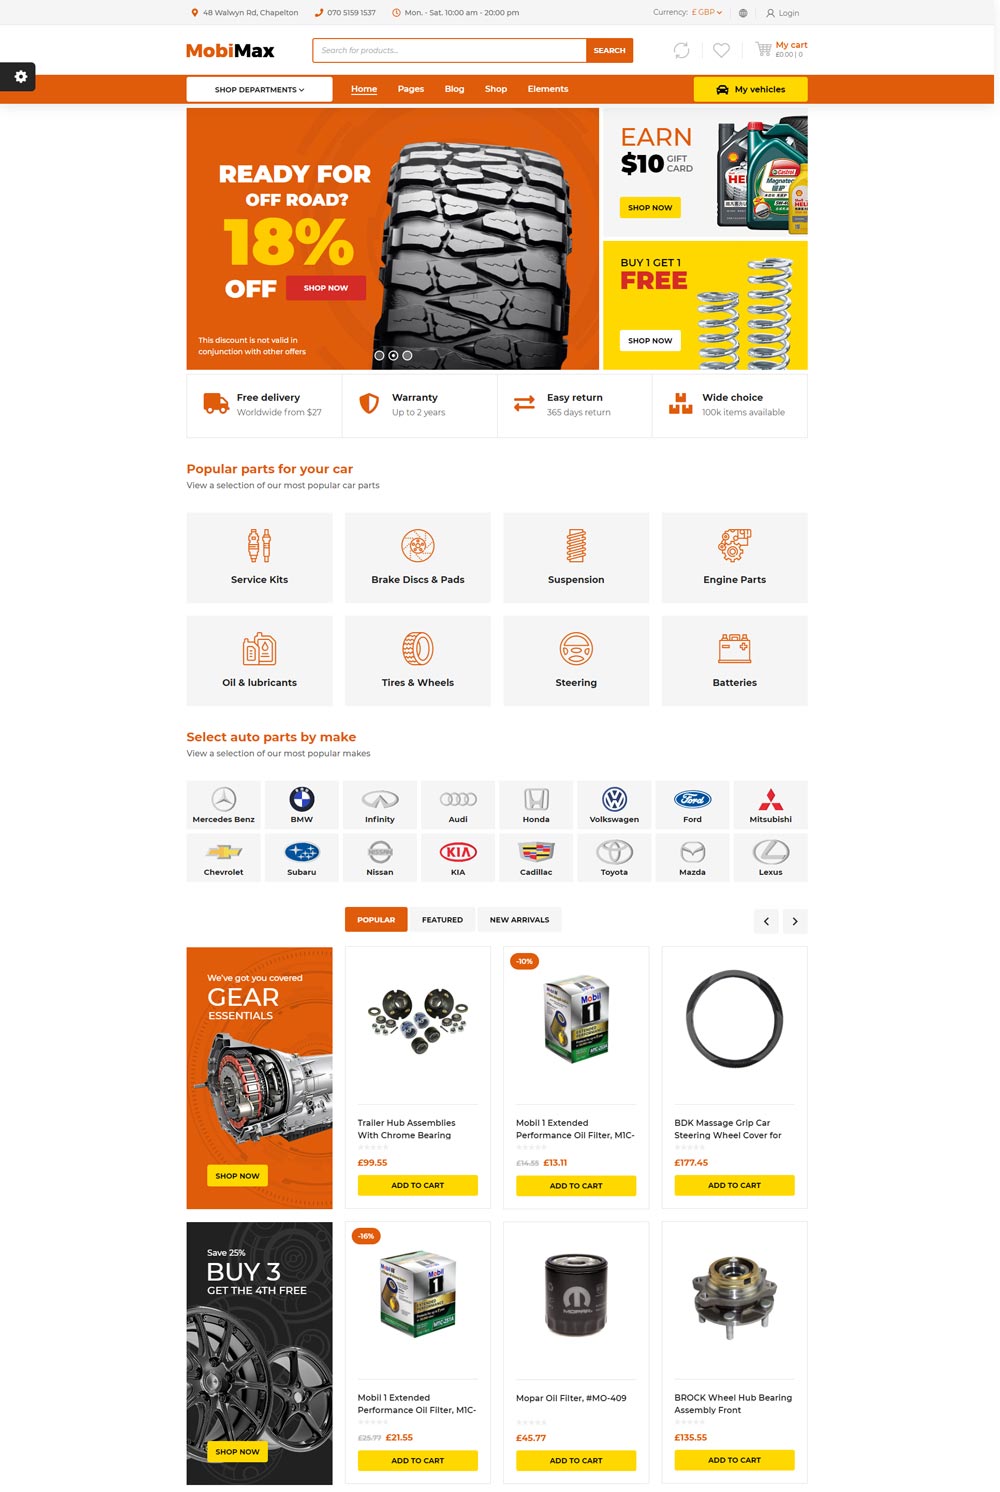 48 Walwyn Rd, Chapelton
070 5159 1537
Mon. - Sat. 10:00 am - 20:00 pm
Currency: £ GBP
Login
MobiMax
Search for products...
SEARCH
My cart
£0.00 | 0
SHOP DEPARTMENTS
Home
Pages
Blog
Shop
Elements
My vehicles
READY FOR
OFF ROAD?
18%
OFF
SHOP NOW
This discount is not valid in
conjunction with other offers
EARN
$10 GIFT
CARD
SHOP NOW
Castrol
Magnatec
BUY 1 GET 1
FREE
SHOP NOW
Free delivery
Worldwide from $27
Warranty
Up to 2 years
Easy return
365 days return
Wide choice
100k items available
Popular parts for your car
View a selection of our most popular car parts
Service Kits
Brake Discs & Pads
Suspension
Engine Parts
Oil & lubricants
Tires & Wheels
Steering
Batteries
Select auto parts by make
View a selection of our most popular makes
Mercedes Benz
BMW
Infinity
Audi
Honda
Volkswagen
Ford
Ford
Mitsubishi
Chevrolet
Subaru
NISSAN
Nissan
KIA
KIA
Cadillac
Toyota
Mazda
Lexus
POPULAR
FEATURED
NEW ARRIVALS
We've got you covered
GEAR
ESSENTIALS
SHOP NOW
Trailer Hub Assemblies
With Chrome Bearing
£99.55
ADD TO CART
-10%
Mobil
1
Mobil 1 Extended
Performance Oil Filter, M1C-
£14.55 £13.11
ADD TO CART
BDK Massage Grip Car
Steering Wheel Cover for
£177.45
ADD TO CART
Save 25%
BUY 3
GET THE 4TH FREE
SHOP NOW
-16%
Mobil
1
Mobil 1 Extended
Performance Oil Filter, M1C-
£25.77 £21.55
ADD TO CART
MOPAR
Mopar Oil Filter, #MO-409
£45.77
ADD TO CART
BROCK Wheel Hub Bearing
Assembly Front
£135.55
ADD TO CART